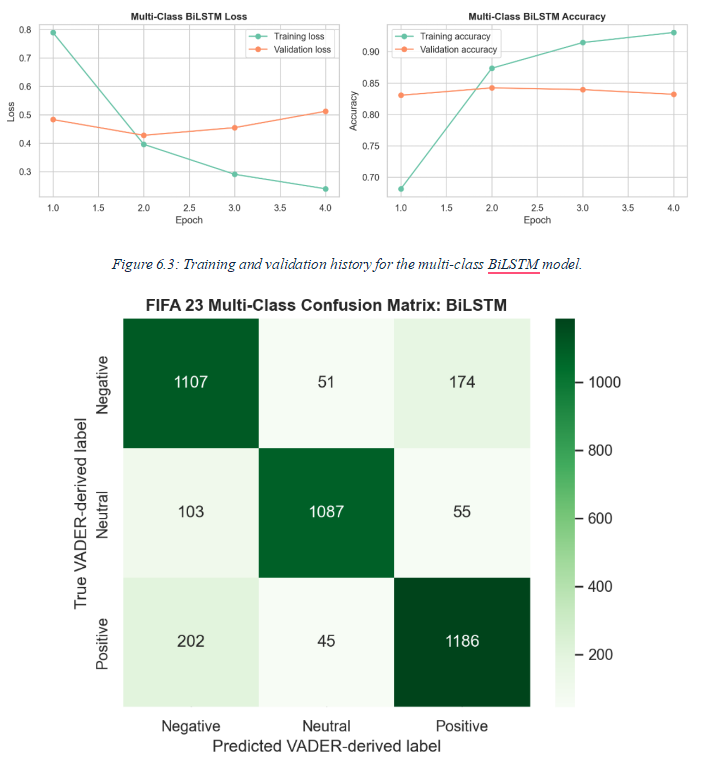 Multi-Class BiLSTM Loss
Multi-Class BiLSTM Accuracy
Training loss
Validation loss
Training accuracy
Validation accuracy
Loss
0.8
0.7
0.6
0.5
0.4
0.3
1.0 1.5 2.0 2.5 3.0 3.5 4.0
Epoch
Accuracy
0.90
0.85
0.80
0.75
0.70
1.0 1.5 2.0 2.5 3.0 3.5 4.0
Epoch
Figure 6.3: Training and validation history for the multi-class BiLSTM model.
FIFA 23 Multi-Class Confusion Matrix: BiLSTM
True VADER-derived label
Negative
1107 51 174
Neutral
103 1087 55
Positive
202 45 1186
Negative Neutral Positive
Predicted VADER-derived label
1000
800
600
400
200